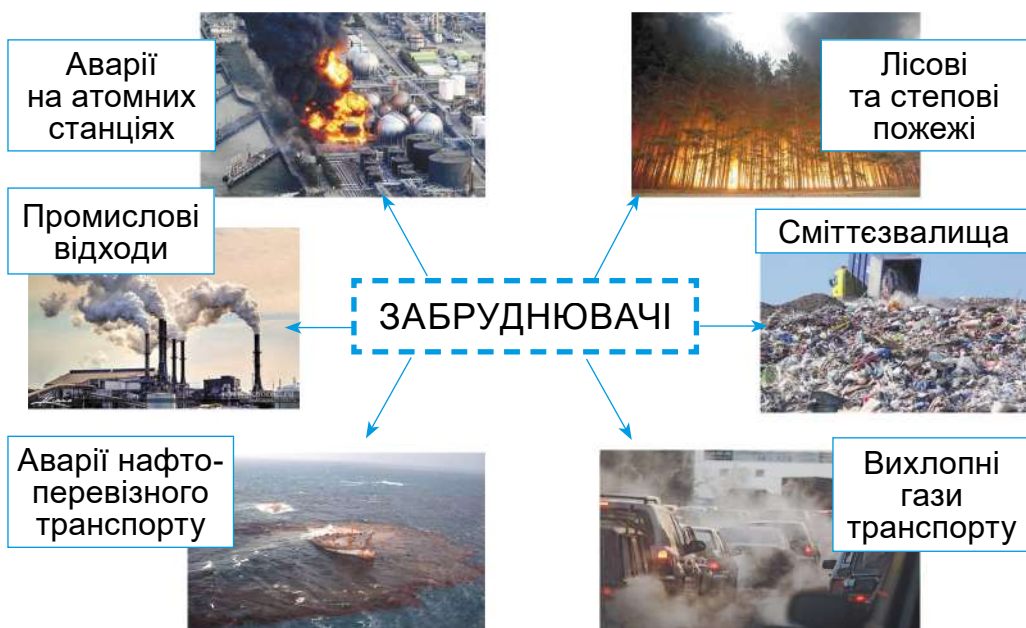 Аварії
на атомних
станціях
Лісові
та степові
пожежі
Промислові
відходи
Сміттєзвалища
ЗАБРУДНЮВАЧІ
Аварії нафто-
перевізного
транспорту
Вихлопні
гази
транспорту